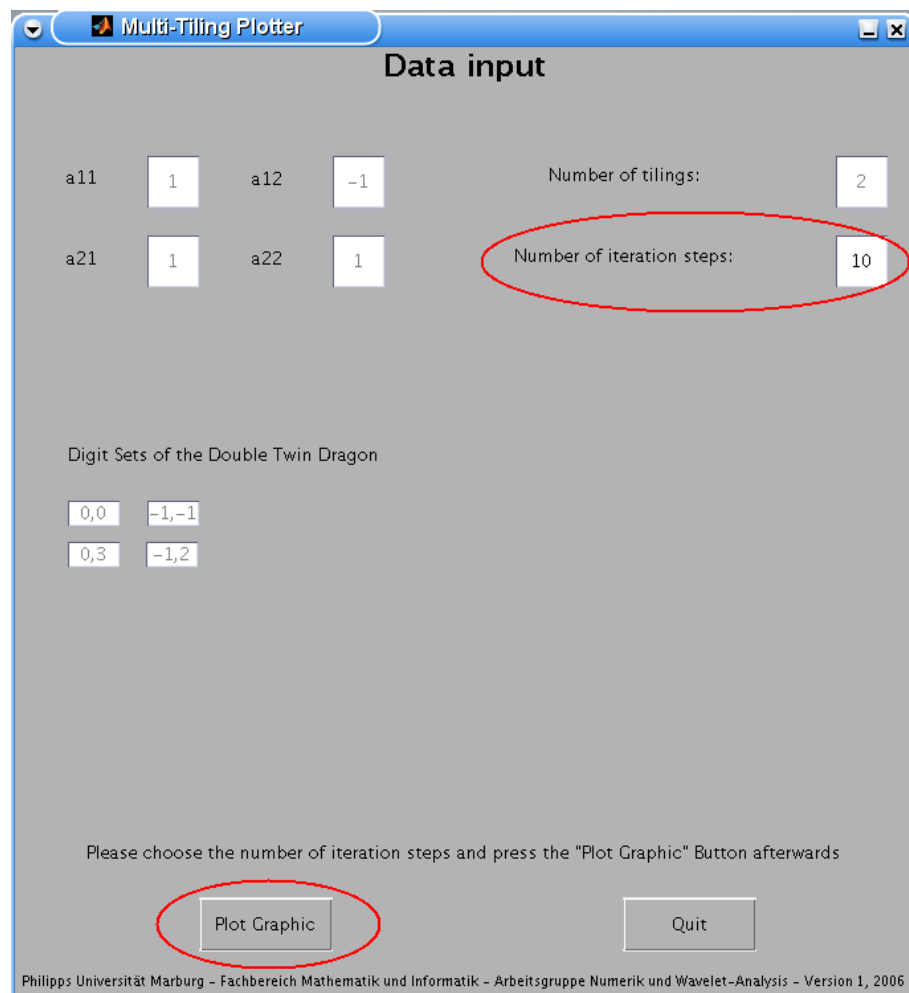 Multi-Tiling Plotter
Data input
a11 1 a12 -1 Number of tilings: 2
a21 1 a22 1 Number of iteration steps: 10
Digit Sets of the Double Twin Dragon
0,0 -1,-1
0,3 -1,2
Please choose the number of iteration steps and press the "Plot Graphic" Button afterwards
Plot Graphic Quit
Philipps Universität Marburg - Fachbereich Mathematik und Informatik - Arbeitsgruppe Numerik und Wavelet-Analysis - Version 1, 2006